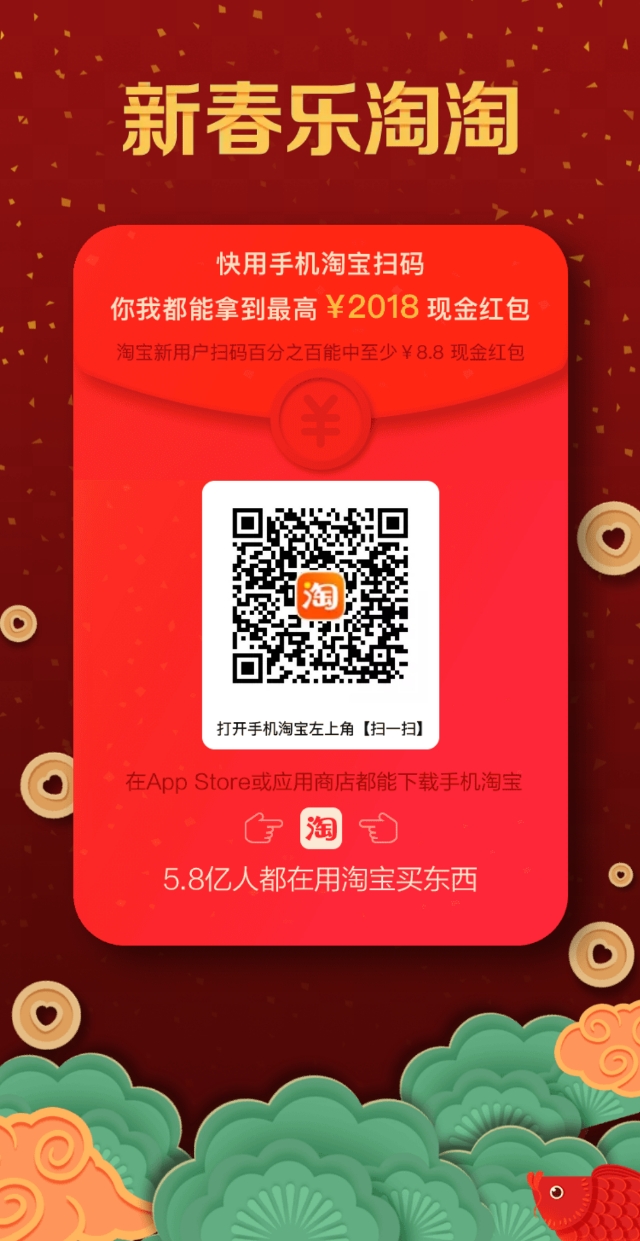 新春乐淘淘
快用手机淘宝扫码
你我都能拿到最高 ¥2018 现金红包
淘宝新用户扫码百分之百能中至少¥8.8 现金红包
¥
淘
打开手机淘宝左上角【扫一扫】
在App Store或应用商店都能下载手机淘宝
淘
5.8亿人都在用淘宝买东西